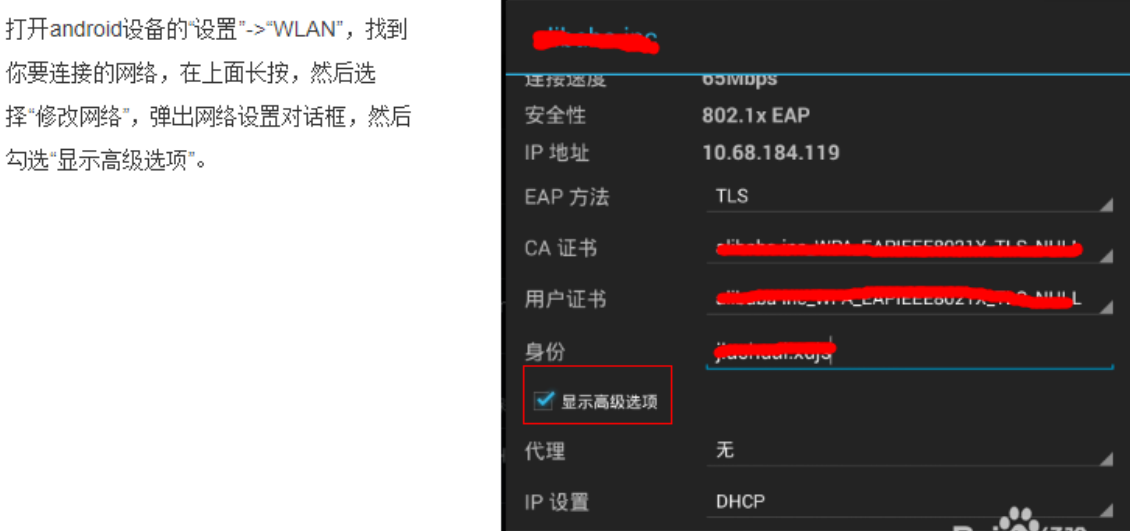 打开android设备的“设置”->“WLAN”，找到
你要连接的网络，在上面长按，然后选
择“修改网络”，弹出网络设置对话框，然后
勾选“显示高级选项”。
连接速度 65Mbps
安全性 802.1x EAP
IP 地址 10.68.184.119
EAP 方法 TLS
CA 证书
用户证书
身份
显示高级选项
代理 无
IP 设置 DHCP